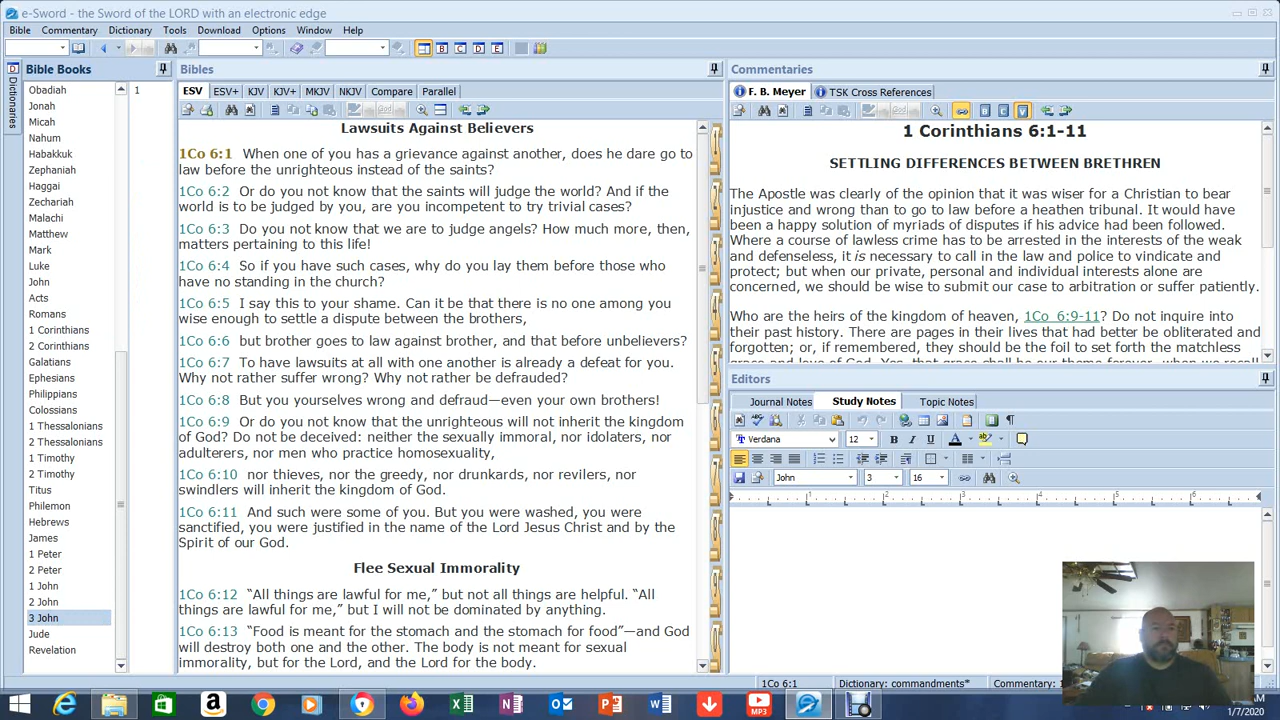 e-Sword - the Sword of the LORD with an electronic edge
Bible Commentary Dictionary Tools Download Options Window Help
B C D E
Dictionaries
Bible Books
Obadiah
Jonah
Micah
Nahum
Habakkuk
Zephaniah
Haggai
Zechariah
Malachi
Matthew
Mark
Luke
John
Acts
Romans
1 Corinthians
2 Corinthians
Galatians
Ephesians
Philippians
Colossians
1 Thessalonians
2 Thessalonians
1 Timothy
2 Timothy
Titus
Philemon
Hebrews
James
1 Peter
2 Peter
1 John
2 John
3 John
Jude
Revelation
1
Bibles
ESV ESV+ KJV KJV+ MKJV NKJV Compare Parallel
Lawsuits Against Believers
1Co 6:1 When one of you has a grievance against another, does he dare go to
law before the unrighteous instead of the saints?
1Co 6:2 Or do you not know that the saints will judge the world? And if the
world is to be judged by you, are you incompetent to try trivial cases?
1Co 6:3 Do you not know that we are to judge angels? How much more, then,
matters pertaining to this life!
1Co 6:4 So if you have such cases, why do you lay them before those who
have no standing in the church?
1Co 6:5 I say this to your shame. Can it be that there is no one among you
wise enough to settle a dispute between the brothers,
1Co 6:6 but brother goes to law against brother, and that before unbelievers?
1Co 6:7 To have lawsuits at all with one another is already a defeat for you.
Why not rather suffer wrong? Why not rather be defrauded?
1Co 6:8 But you yourselves wrong and defraud—even your own brothers!
1Co 6:9 Or do you not know that the unrighteous will not inherit the kingdom
of God? Do not be deceived: neither the sexually immoral, nor idolaters, nor
adulterers, nor men who practice homosexuality,
1Co 6:10 nor thieves, nor the greedy, nor drunkards, nor revilers, nor
swindlers will inherit the kingdom of God.
1Co 6:11 And such were some of you. But you were washed, you were
sanctified, you were justified in the name of the Lord Jesus Christ and by the
Spirit of our God.
Flee Sexual Immorality
1Co 6:12 “All things are lawful for me,” but not all things are helpful. “All
things are lawful for me,” but I will not be dominated by anything.
1Co 6:13 “Food is meant for the stomach and the stomach for food”—and God
will destroy both one and the other. The body is not meant for sexual
immorality, but for the Lord, and the Lord for the body.
1
2
3
4
5
6
7
8
9
Commentaries
F. B. Meyer TSK Cross References
1 Corinthians 6:1-11
SETTLING DIFFERENCES BETWEEN BRETHREN
The Apostle was clearly of the opinion that it was wiser for a Christian to bear
injustice and wrong than to go to law before a heathen tribunal. It would have
been a happy solution of myriads of disputes if his advice had been followed.
Where a course of lawless crime has to be arrested in the interests of the weak
and defenseless, it is necessary to call in the law and police to vindicate and
protect; but when our private, personal and individual interests alone are
concerned, we should be wise to submit our case to arbitration or suffer patiently.
Who are the heirs of the kingdom of heaven, 1Co 6:9-11? Do not inquire into
their past history. There are pages in their lives that had better be obliterated and
forgotten; or, if remembered, they should be the foil to set forth the matchless
Editors
Journal Notes Study Notes Topic Notes
Verdana 12 B I U A
John 3 16
1 2 3 4 5 6
1Co 6:1 Dictionary: commandments* Commentary: 1
MP3
AM
1/7/2020